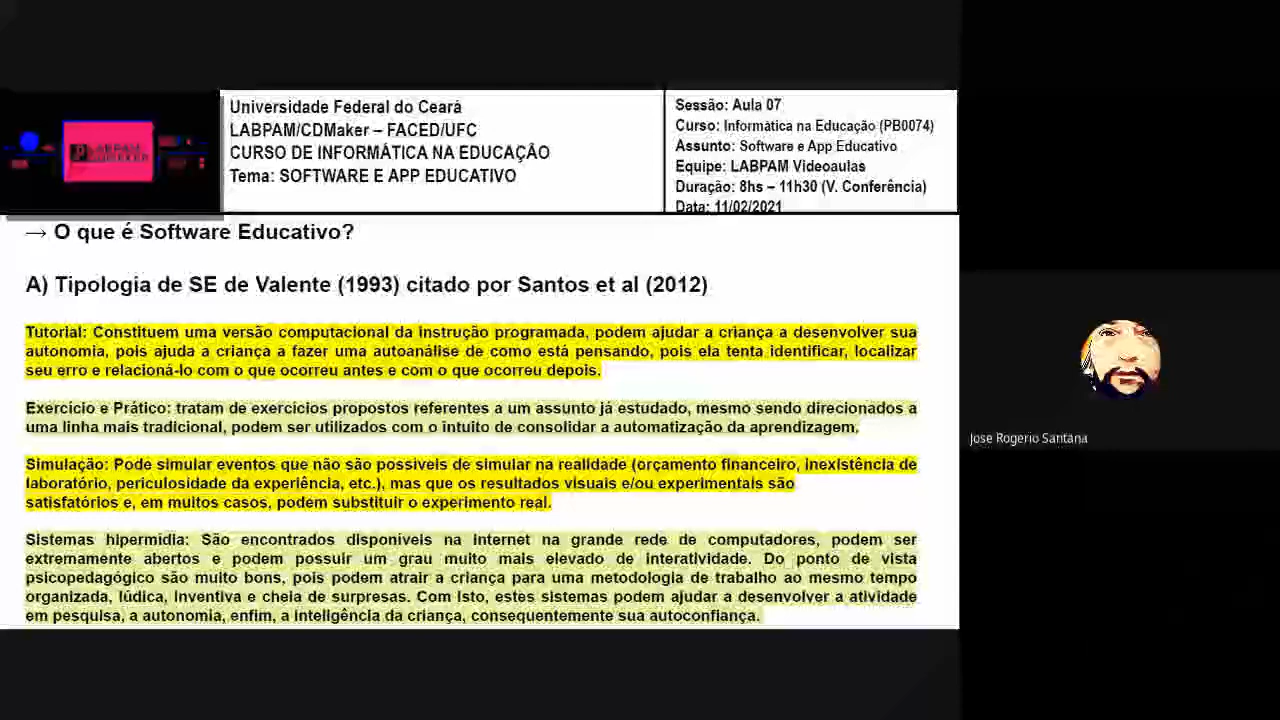 Universidade Federal do Ceará
LABPAM/CDMaker – FACED/UFC
CURSO DE INFORMÁTICA NA EDUCAÇÃO
Tema: SOFTWARE E APP EDUCATIVO
Sessão: Aula 07
Curso: Informática na Educação (PB0074)
Assunto: Software e App Educativo
Equipe: LABPAM Videoaulas
Duração: 8hs – 11h30 (V. Conferência)
Data: 11/02/2021
→ O que é Software Educativo?
A) Tipologia de SE de Valente (1993) citado por Santos et al (2012)
Tutorial: Constituem uma versão computacional da instrução programada, podem ajudar a criança a desenvolver sua
autonomia, pois ajuda a criança a fazer uma autoanálise de como está pensando, pois ela tenta identificar, localizar
seu erro e relacioná-lo com o que ocorreu antes e com o que ocorreu depois.
Exercício e Prático: tratam de exercícios propostos referentes a um assunto já estudado, mesmo sendo direcionados a
uma linha mais tradicional, podem ser utilizados com o intuito de consolidar a automatização da aprendizagem.
Simulação: Pode simular eventos que não são possíveis de simular na realidade (orçamento financeiro, inexistência de
laboratório, periculosidade da experiência, etc.), mas que os resultados visuais e/ou experimentais são
satisfatórios e, em muitos casos, podem substituir o experimento real.
Sistemas hipermídia: São encontrados disponíveis na internet na grande rede de computadores, podem ser
extremamente abertos e podem possuir um grau muito mais elevado de interatividade. Do ponto de vista
psicopedagógico são muito bons, pois podem atrair a criança para uma metodologia de trabalho ao mesmo tempo
organizada, lúdica, inventiva e cheia de surpresas. Com isto, estes sistemas podem ajudar a desenvolver a atividade
em pesquisa, a autonomia, enfim, a inteligência da criança, consequentemente sua autoconfiança.
Jose Rogerio Santana